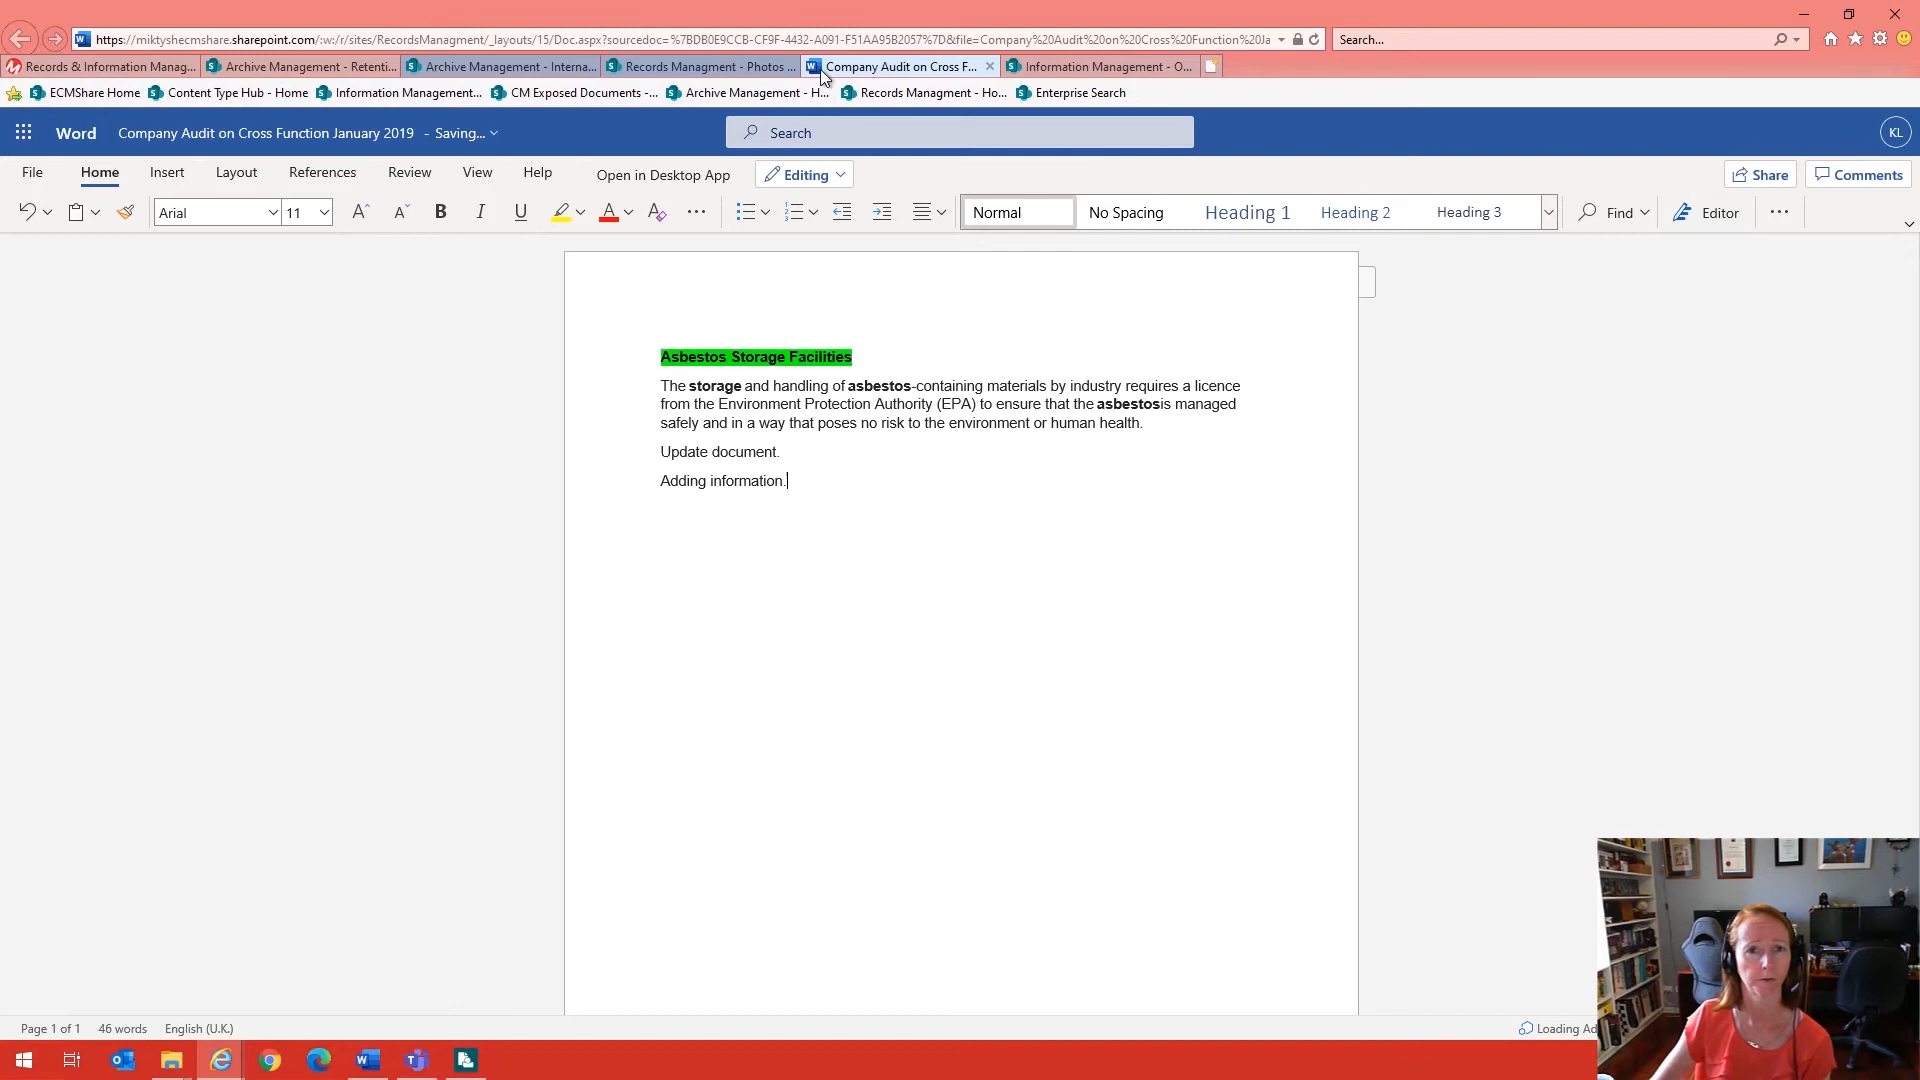 https://miktyshecmshare.sharepoint.com/:w:/r/sites/RecordsManagment/_layouts/15/Doc.aspx?sourcedoc=%7BDB0E9CCB-CF9F-4432-A091-F51AA95B2057%7D&file=Company%20Audit%20on%20Cross%20Function%20Ja
Search...
Records & Information Manag...
Archive Management - Retenti...
Archive Management - Interna...
Records Managment - Photos ...
Company Audit on Cross F...
Information Management - O...
ECMShare Home
Content Type Hub - Home
Information Management...
CM Exposed Documents -...
Archive Management - H...
Records Managment - Ho...
Enterprise Search
Word
Company Audit on Cross Function January 2019 - Saving...
Search
KL
File
Home
Insert
Layout
References
Review
View
Help
Open in Desktop App
Editing
Share
Comments
Arial
11
Normal
No Spacing
Heading 1
Heading 2
Heading 3
Find
Editor
Asbestos Storage Facilities
The storage and handling of asbestos-containing materials by industry requires a licence
from the Environment Protection Authority (EPA) to ensure that the asbestosis managed
safely and in a way that poses no risk to the environment or human health.
Update document.
Adding information.
Page 1 of 1
46 words
English (U.K.)
Loading Ad